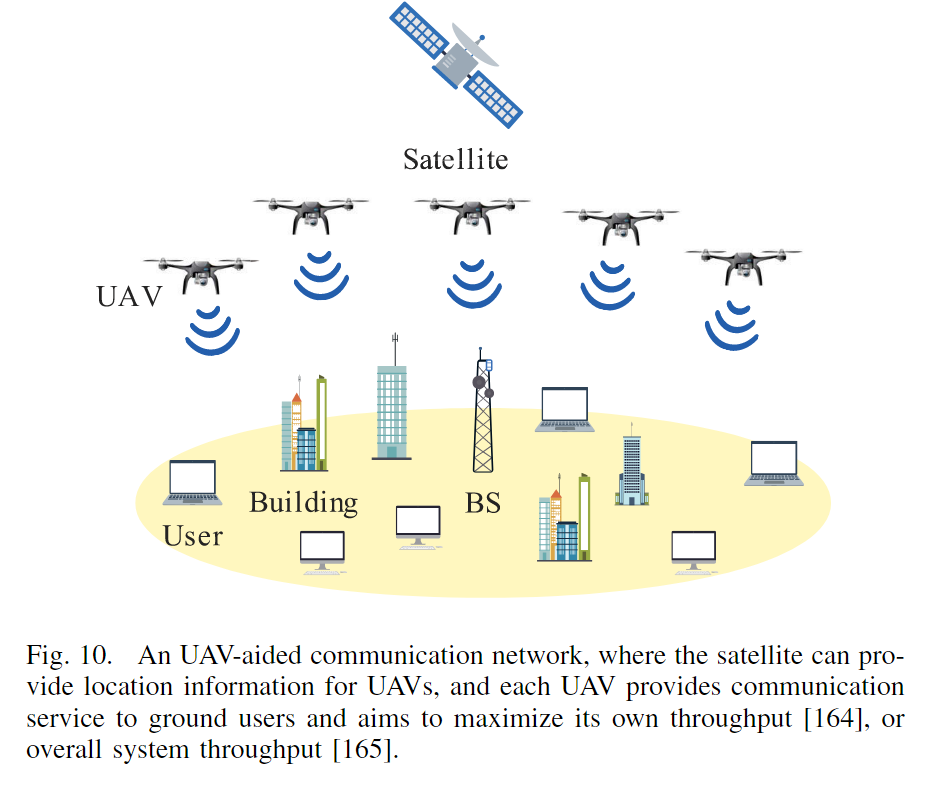 Satellite
UAV
Building
BS
User
Fig. 10. An UAV-aided communication network, where the satellite can pro-
vide location information for UAVs, and each UAV provides communication
service to ground users and aims to maximize its own throughput [164], or
overall system throughput [165].